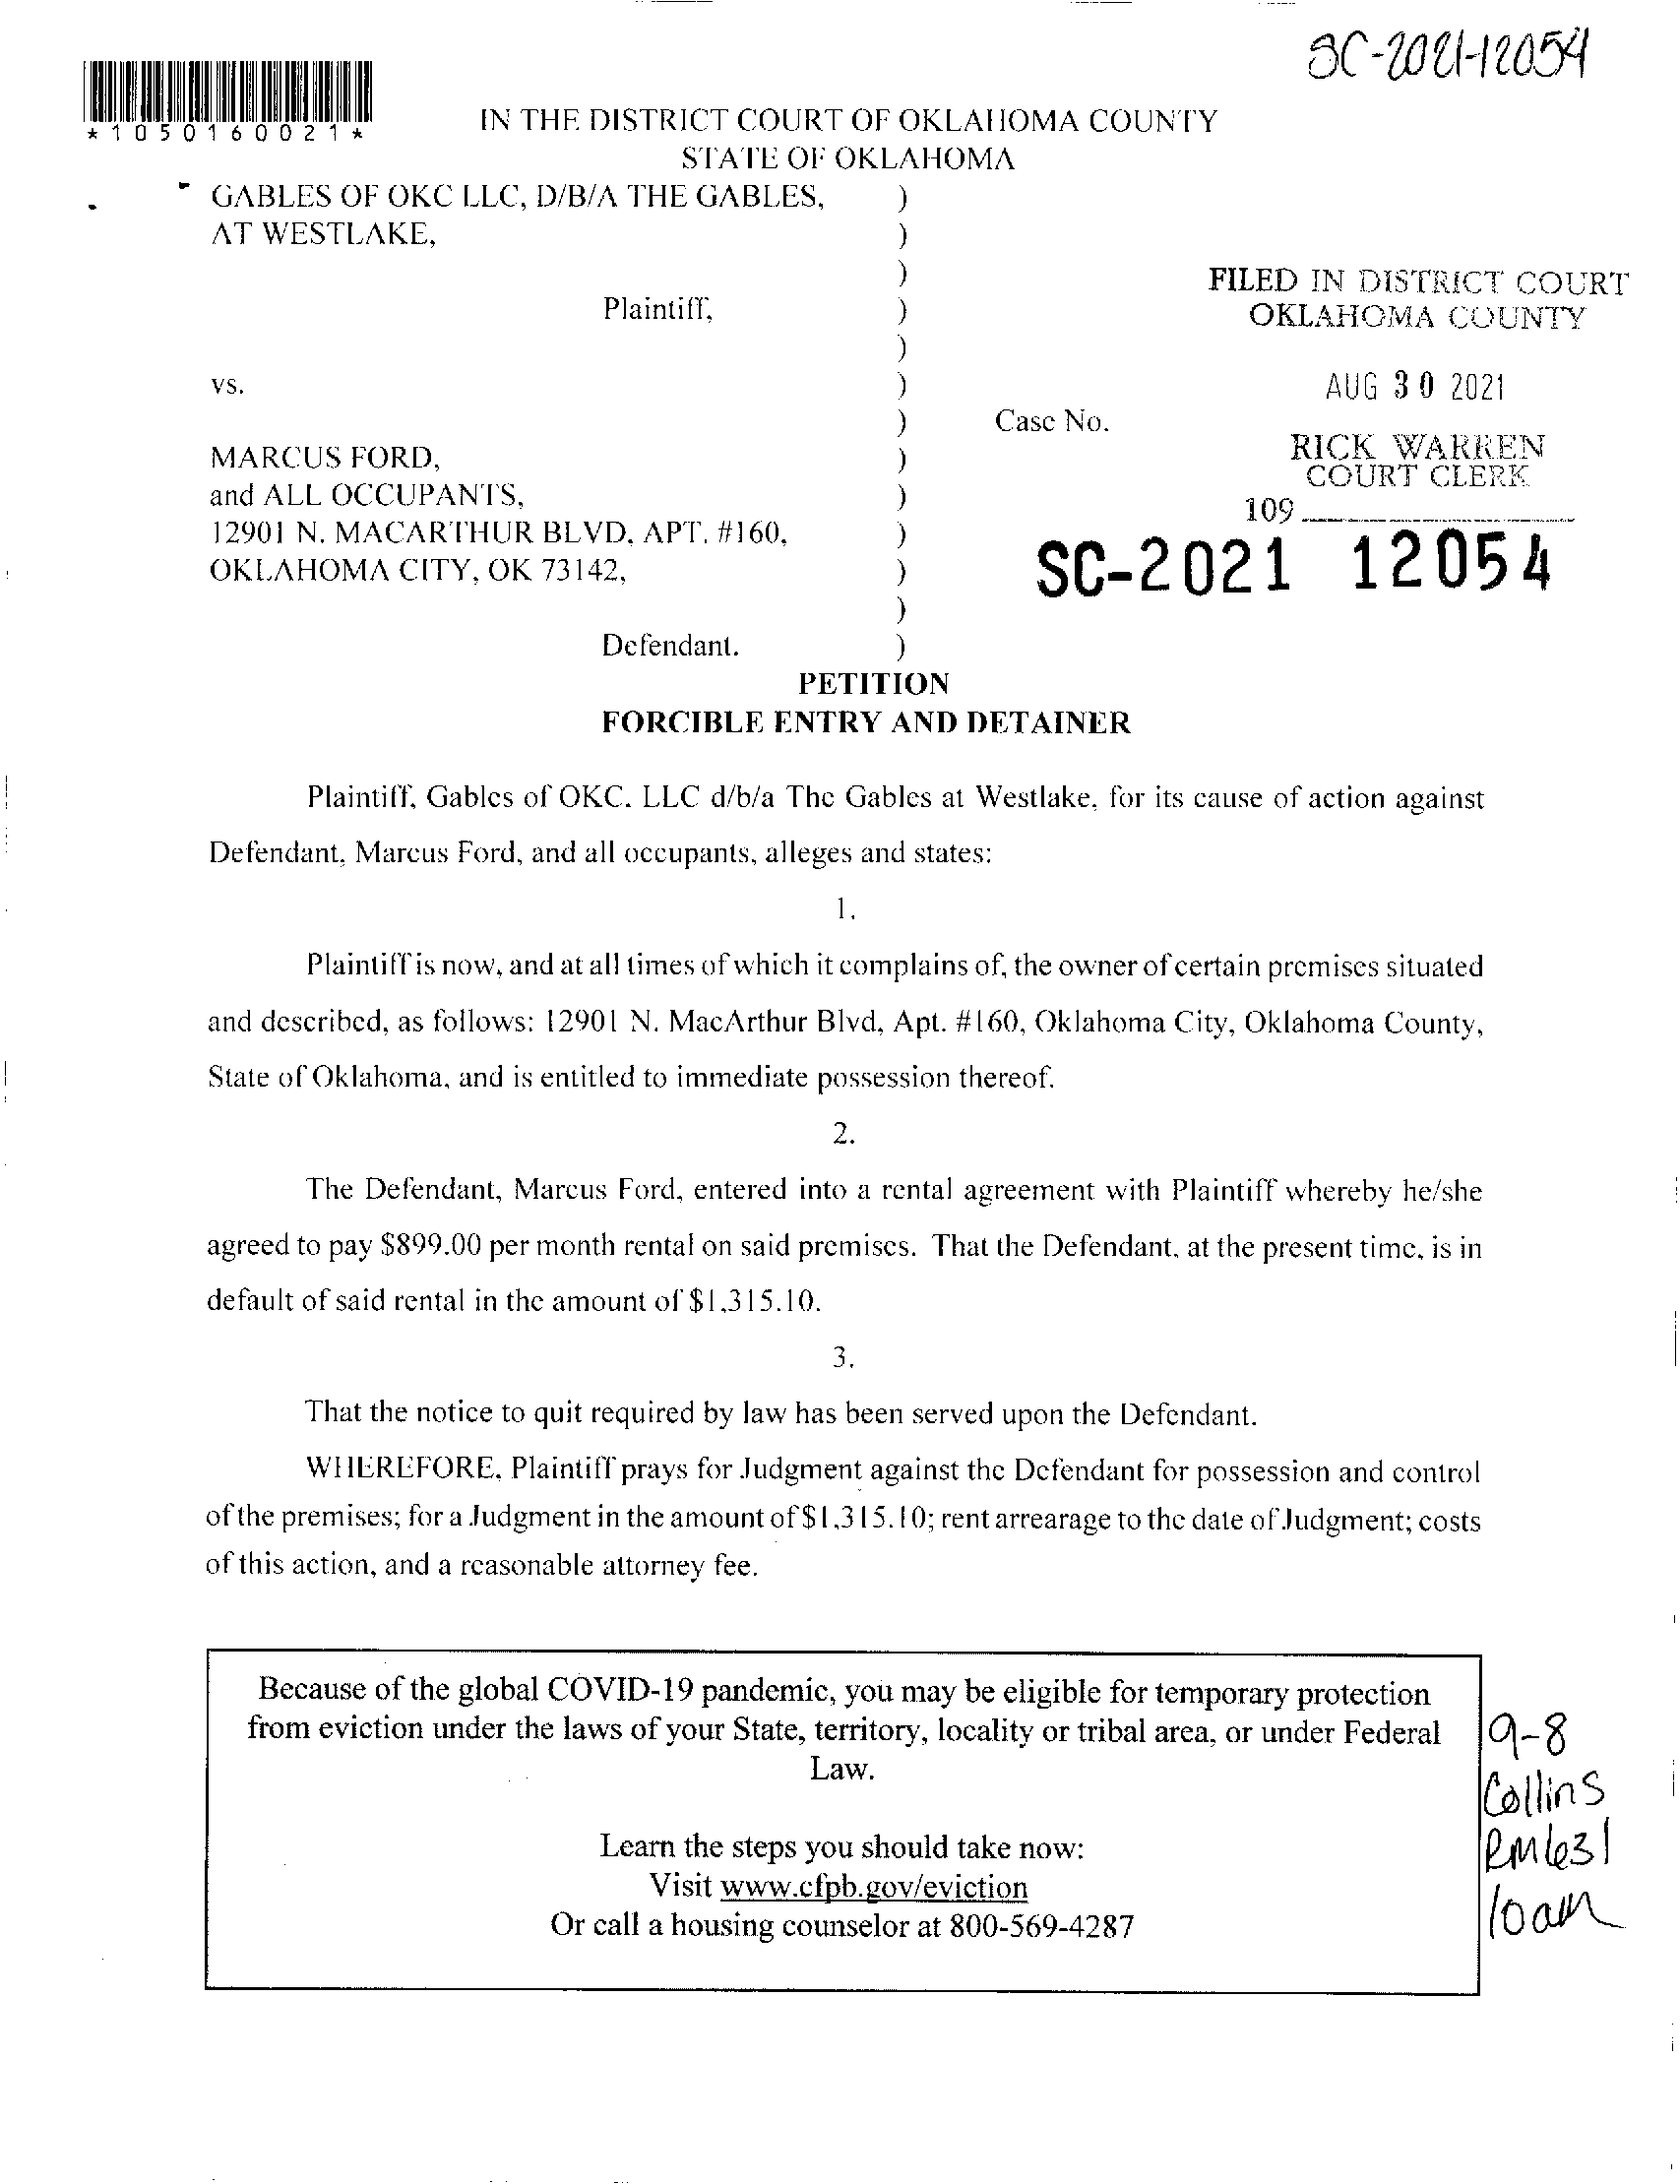 SC-2021-12054
*1050160021*
IN THE DISTRICT COURT OF OKLAHOMA COUNTY
STATE OF OKLAHOMA
GABLES OF OKC LLC, D/B/A THE GABLES, )
AT WESTLAKE, )
)
Plaintiff, )
)
vs. )
)
MARCUS FORD, )
and ALL OCCUPANTS, )
12901 N. MACARTHUR BLVD, APT. #160, )
OKLAHOMA CITY, OK 73142, )
)
Defendant. )
FILED IN DISTRICT COURT
OKLAHOMA COUNTY
AUG 30 2021
Case No.
RICK WARREN
COURT CLERK
109
SC-2021 12054
PETITION
FORCIBLE ENTRY AND DETAINER
Plaintiff, Gables of OKC. LLC d/b/a The Gables at Westlake, for its cause of action against
Defendant, Marcus Ford, and all occupants, alleges and states:
1.
Plaintiff is now, and at all times of which it complains of, the owner of certain premises situated
and described, as follows: 12901 N. MacArthur Blvd, Apt. #160, Oklahoma City, Oklahoma County,
State of Oklahoma, and is entitled to immediate possession thereof.
2.
The Defendant, Marcus Ford, entered into a rental agreement with Plaintiff whereby he/she
agreed to pay $899.00 per month rental on said premises. That the Defendant, at the present time, is in
default of said rental in the amount of $1,315.10.
3.
That the notice to quit required by law has been served upon the Defendant.
WHEREFORE, Plaintiff prays for Judgment against the Defendant for possession and control
of the premises; for a Judgment in the amount of $1,315.10; rent arrearage to the date of Judgment; costs
of this action, and a reasonable attorney fee.
Because of the global COVID-19 pandemic, you may be eligible for temporary protection
from eviction under the laws of your State, territory, locality or tribal area, or under Federal
Law.
Learn the steps you should take now:
Visit www.cfpb.gov/eviction
Or call a housing counselor at 800-569-4287
9-8
Collins
Rm631
10am